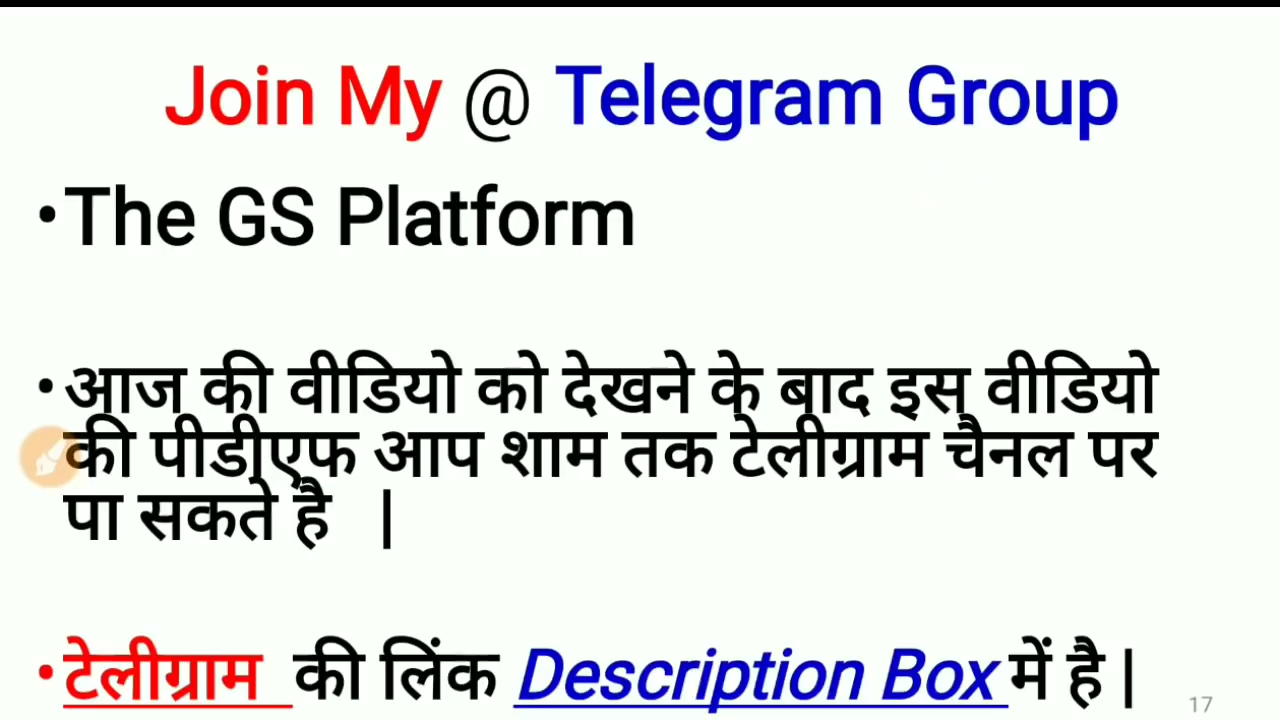 Join My @ Telegram Group
•The GS Platform
•आज की वीडियो को देखने के बाद इस वीडियो
की पीडीएफ आप शाम तक टेलीग्राम चैनल पर
पा सकते है |
•टेलीग्राम की लिंक Description Box में है |
17